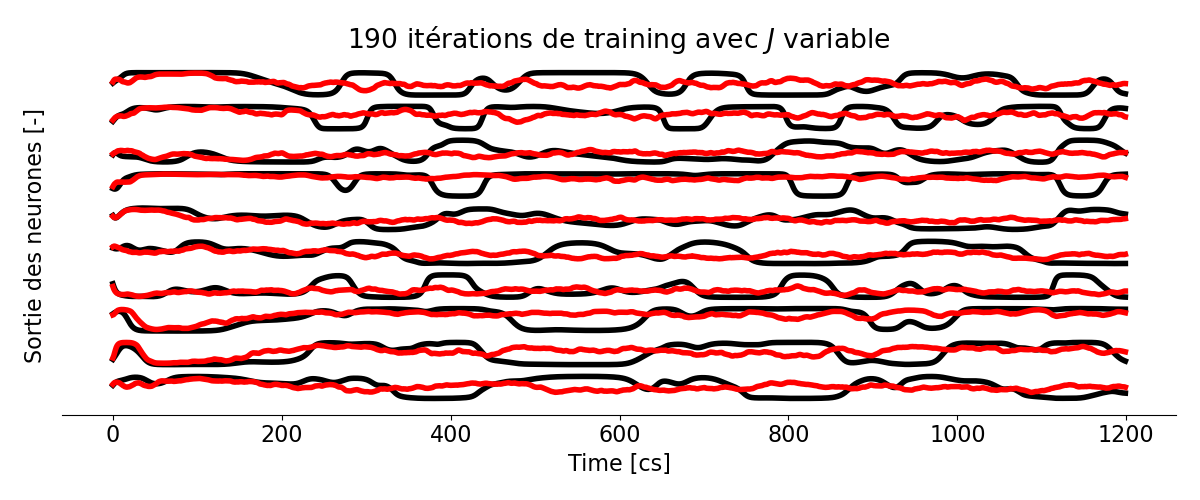 190 itérations de training avec J variable
Sortie des neurones [-]
0 200 400 600 800 1000 1200
Time [cs]